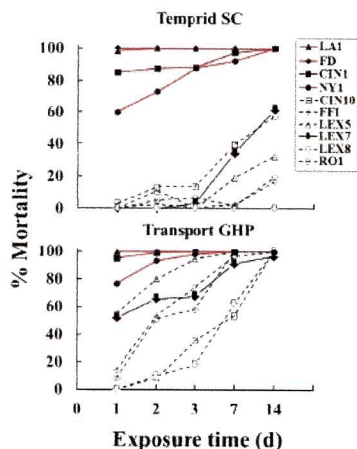 Temprid SC
100
80
60
40
20
0
LA1
FD
CIN1
NY1
CIN10
FF1
LEX5
LEX7
LEX8
RO1
% Mortality
Transport GHP
100
80
60
40
20
0
0 1 2 3 7 14
Exposure time (d)